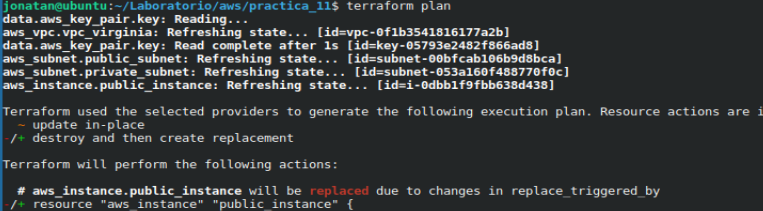 jonatan@ubuntu:~/Laboratorio/aws/practica_11$ terraform plan
data.aws_key_pair.key: Reading...
aws_vpc.vpc_virginia: Refreshing state... [id=vpc-0f1b3541816177a2b]
data.aws_key_pair.key: Read complete after 1s [id=key-05793e2482f866ad8]
aws_subnet.public_subnet: Refreshing state... [id=subnet-00bfcab106b9d8bca]
aws_subnet.private_subnet: Refreshing state... [id=subnet-053a160f488770f0c]
aws_instance.public_instance: Refreshing state... [id=i-0dbb1f9fbb638d438]
Terraform used the selected providers to generate the following execution plan. Resource actions are i
~ update in-place
-/+ destroy and then create replacement
Terraform will perform the following actions:
# aws_instance.public_instance will be replaced due to changes in replace_triggered_by
-/+ resource "aws_instance" "public_instance" {